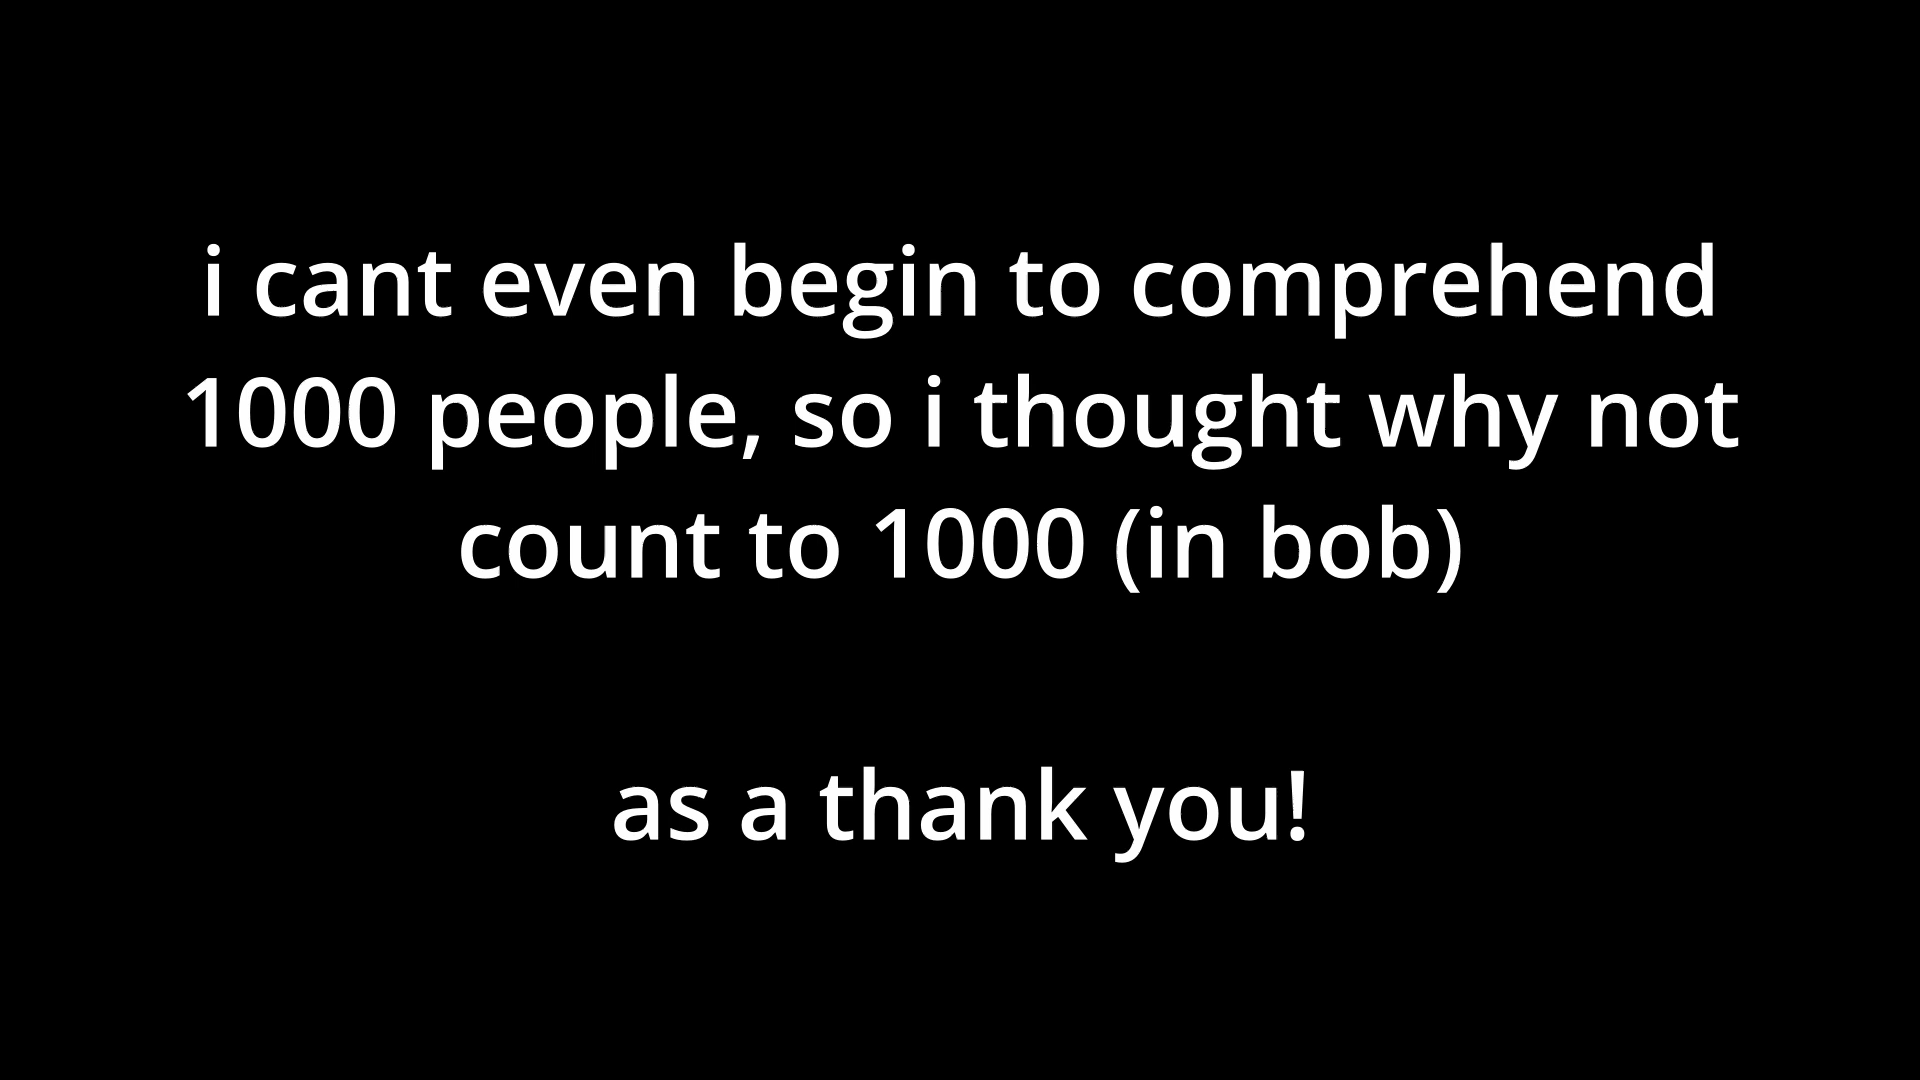 i cant even begin to comprehend
1000 people, so i thought why not
count to 1000 (in bob)
as a thank you!